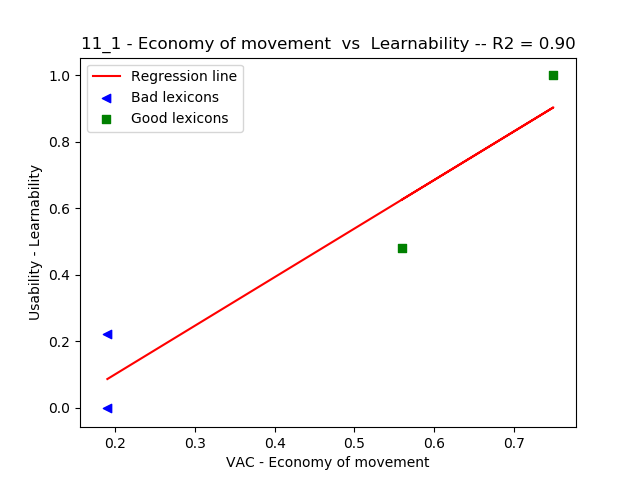 11_1 - Economy of movement  vs  Learnability -- R2 = 0.90
Regression line
Bad lexicons
Good lexicons
Usability - Learnability
1.0
0.8
0.6
0.4
0.2
0.0
0.2 0.3 0.4 0.5 0.6 0.7
VAC - Economy of movement